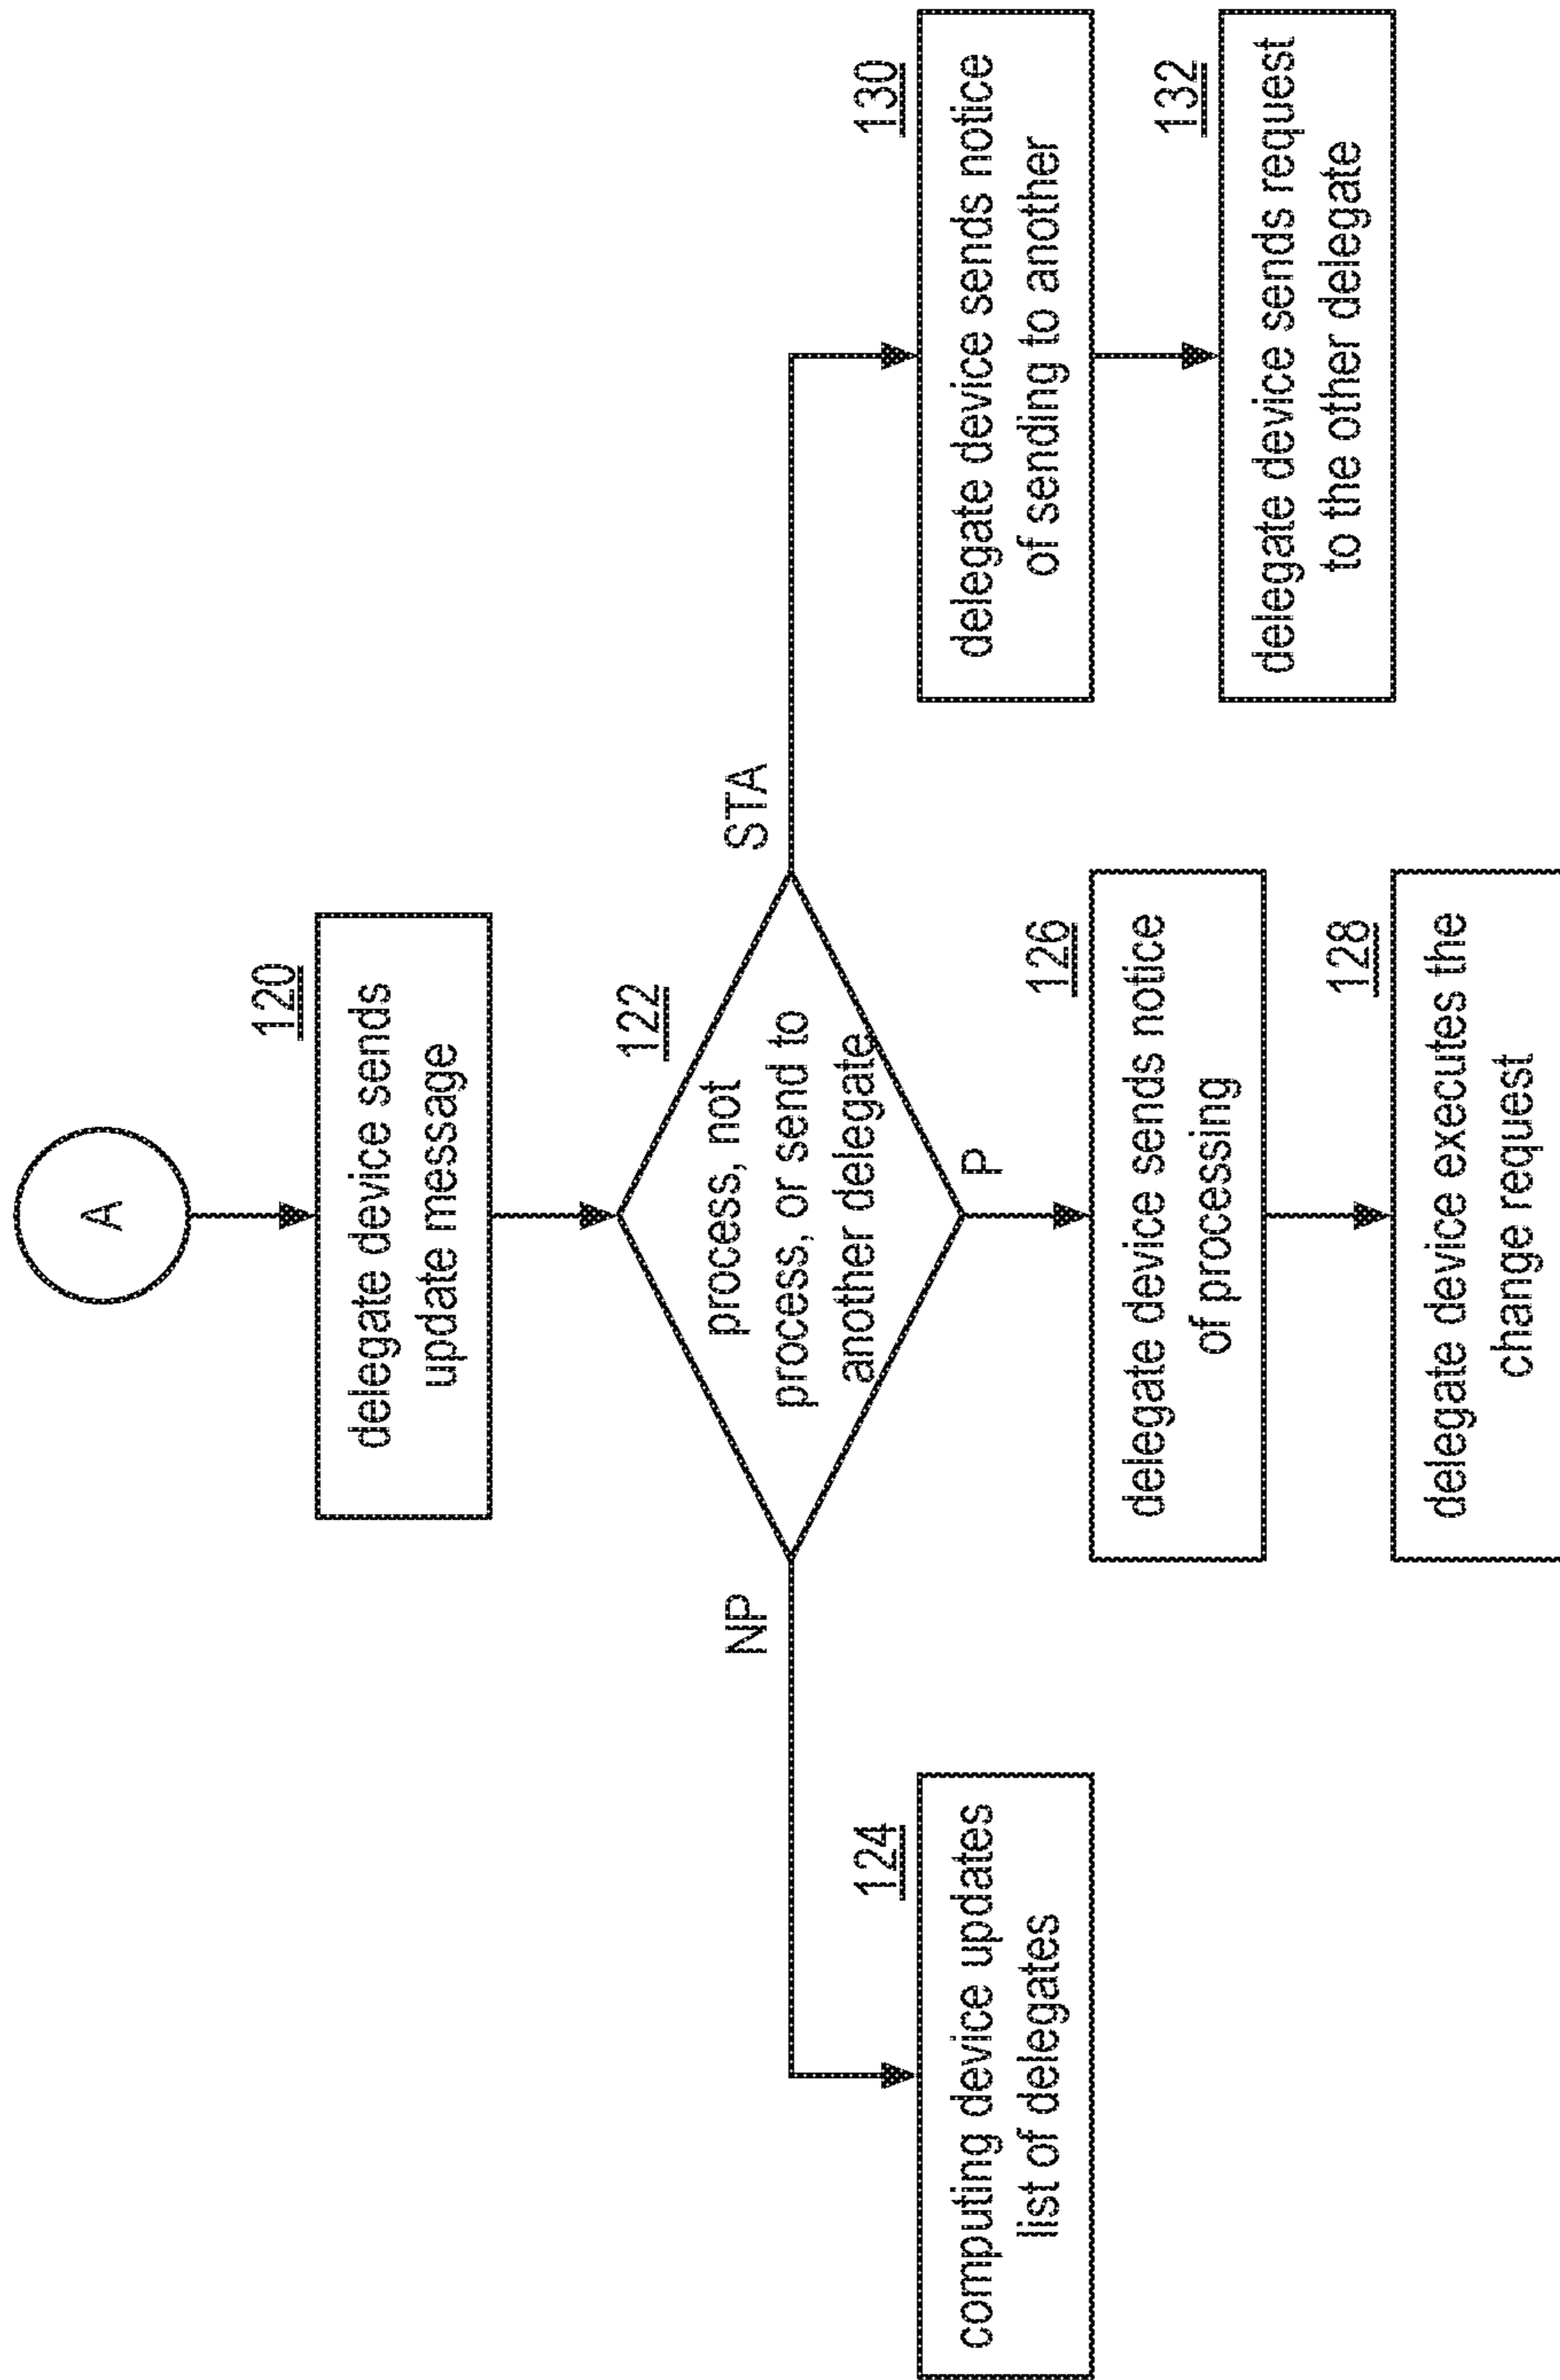 A
120
delegate device sends
update message
122
process, not
process, or send to
another delegate
NP
STA
P
124
computing device updates
list of delegates
126
delegate device sends notice
of processing
128
delegate device executes the
change request
130
delegate device sends notice
of sending to another
132
delegate device sends request
to the other delegate